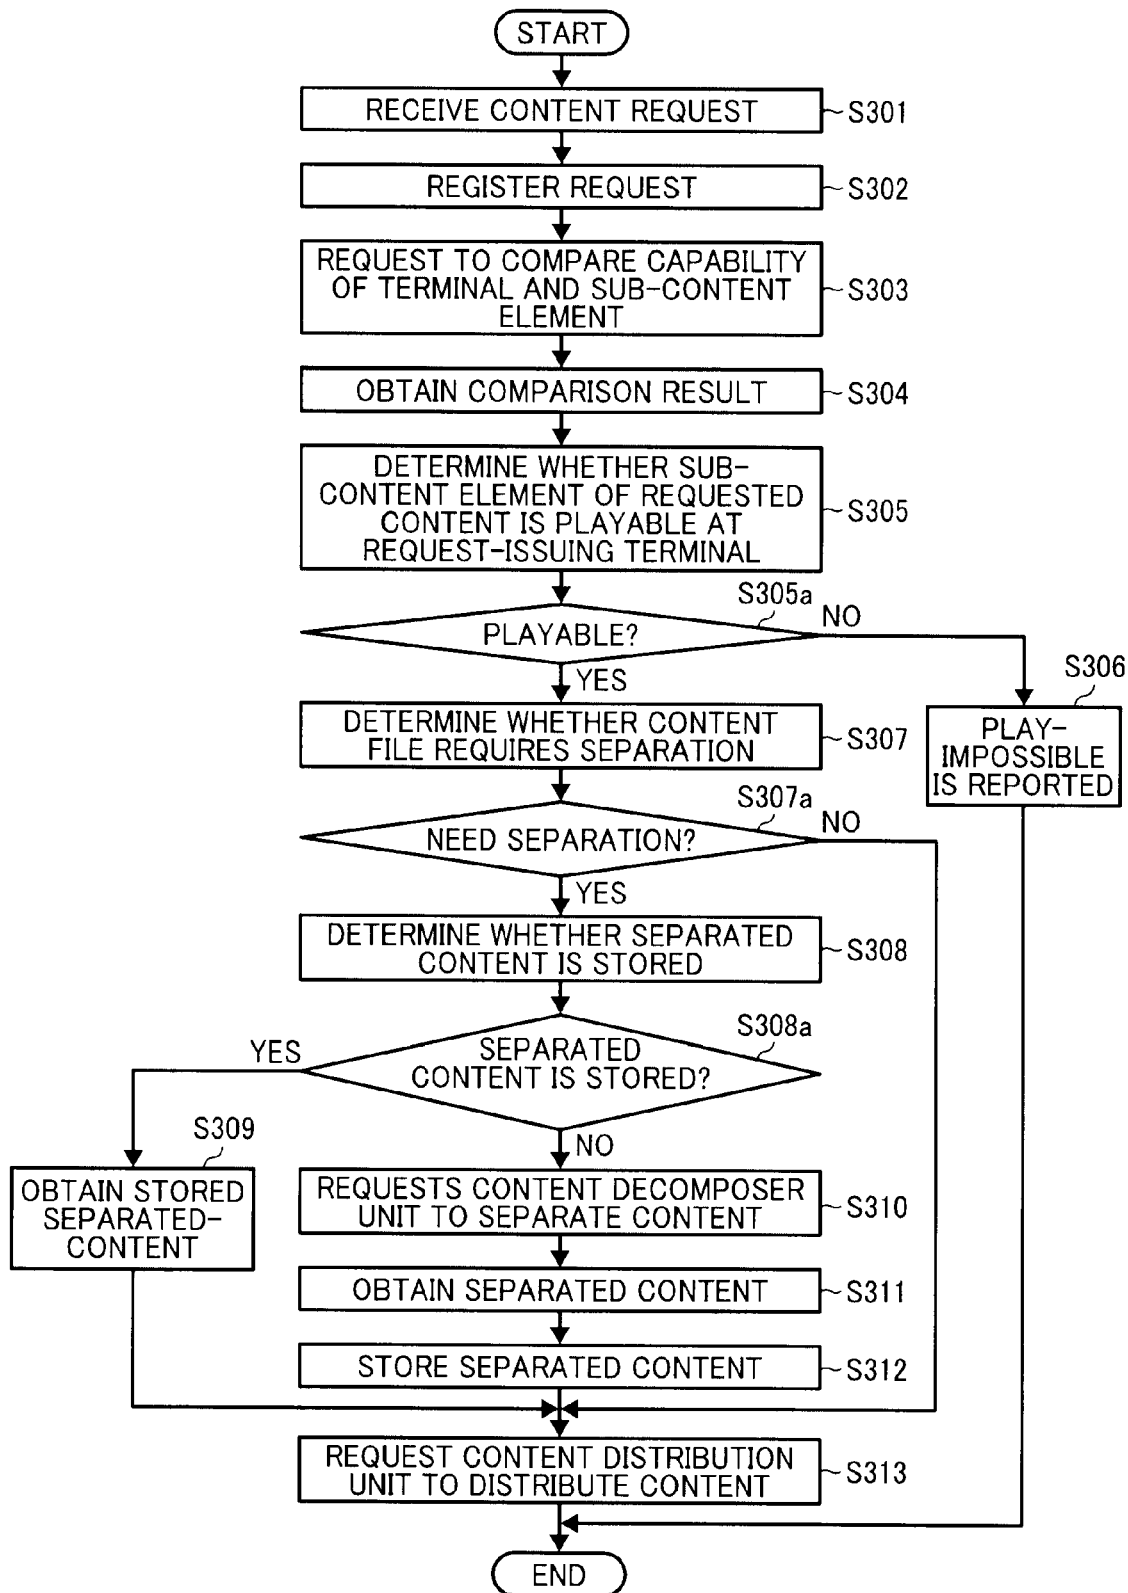 START
RECEIVE CONTENT REQUEST
S301
REGISTER REQUEST
S302
REQUEST TO COMPARE CAPABILITY
OF TERMINAL AND SUB-CONTENT
ELEMENT
S303
OBTAIN COMPARISON RESULT
S304
DETERMINE WHETHER SUB-
CONTENT ELEMENT OF REQUESTED
CONTENT IS PLAYABLE AT
REQUEST-ISSUING TERMINAL
S305
S305a
PLAYABLE?
NO
YES
S306
PLAY-
IMPOSSIBLE
IS REPORTED
DETERMINE WHETHER CONTENT
FILE REQUIRES SEPARATION
S307
S307a
NEED SEPARATION?
NO
YES
DETERMINE WHETHER SEPARATED
CONTENT IS STORED
S308
S308a
SEPARATED
CONTENT IS STORED?
YES
NO
S309
OBTAIN STORED
SEPARATED-
CONTENT
REQUESTS CONTENT DECOMPOSER
UNIT TO SEPARATE CONTENT
S310
OBTAIN SEPARATED CONTENT
S311
STORE SEPARATED CONTENT
S312
REQUEST CONTENT DISTRIBUTION
UNIT TO DISTRIBUTE CONTENT
S313
END